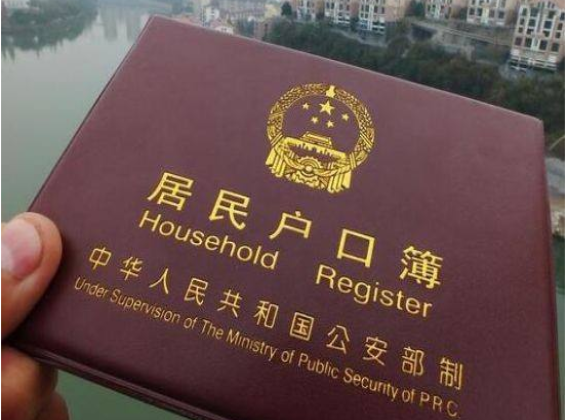 居民户口簿
Household Register
中华人民共和国公安部制
Under Supervision of The Ministry of Public Security of P.R.C.